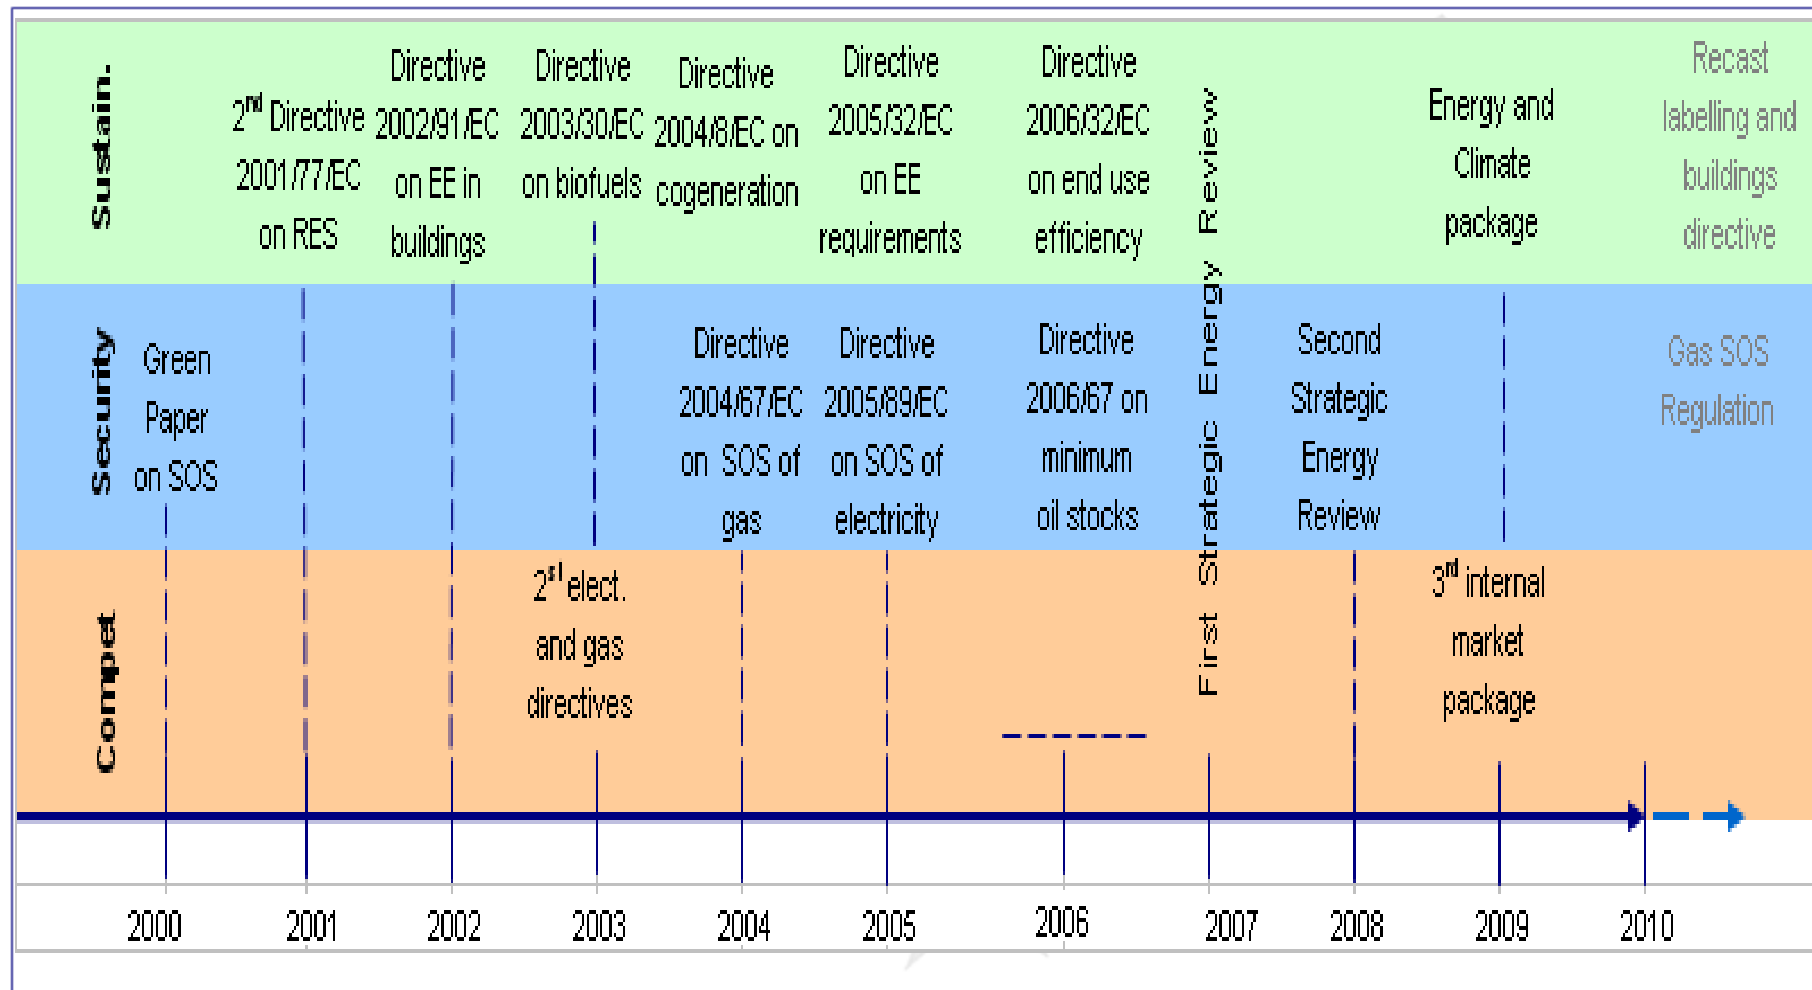 Sustain.
2nd Directive
2001/77/EC
on RES
Directive
2002/91/EC
on EE in
buildings
Directive
2003/30/EC
on biofuels
Directive
2004/8/EC on
cogeneration
Directive
2005/32/EC
on EE
requirements
Directive
2006/32/EC
on end use
efficiency
First Strategic Energy Review
Energy and
Climate
package
Recast
labelling and
buildings
directive
Security
Green
Paper
on SOS
Directive
2004/67/EC
on SOS of
gas
Directive
2005/89/EC
on SOS of
electricity
Directive
2006/67 on
minimum
oil stocks
Second
Strategic
Energy
Review
Gas SOS
Regulation
Compet
2st elect.
and gas
directives
3rd internal
market
package
2000
2001
2002
2003
2004
2005
2006
2007
2008
2009
2010